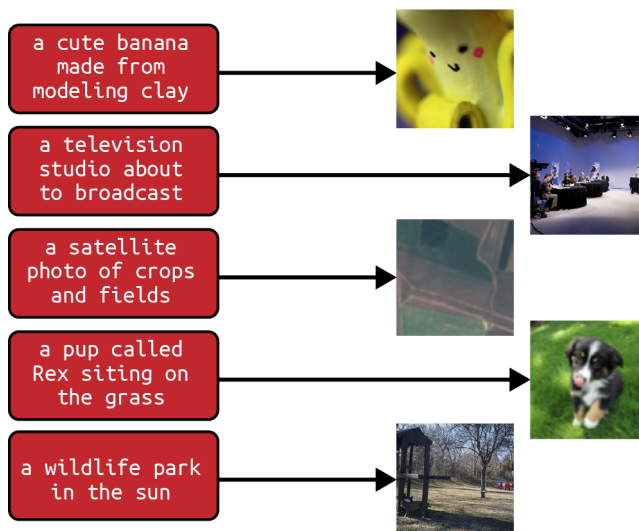 a cute banana
made from
modeling clay
a television
studio about
to broadcast
a satellite
photo of crops
and fields
a pup called
Rex siting on
the grass
a wildlife park
in the sun